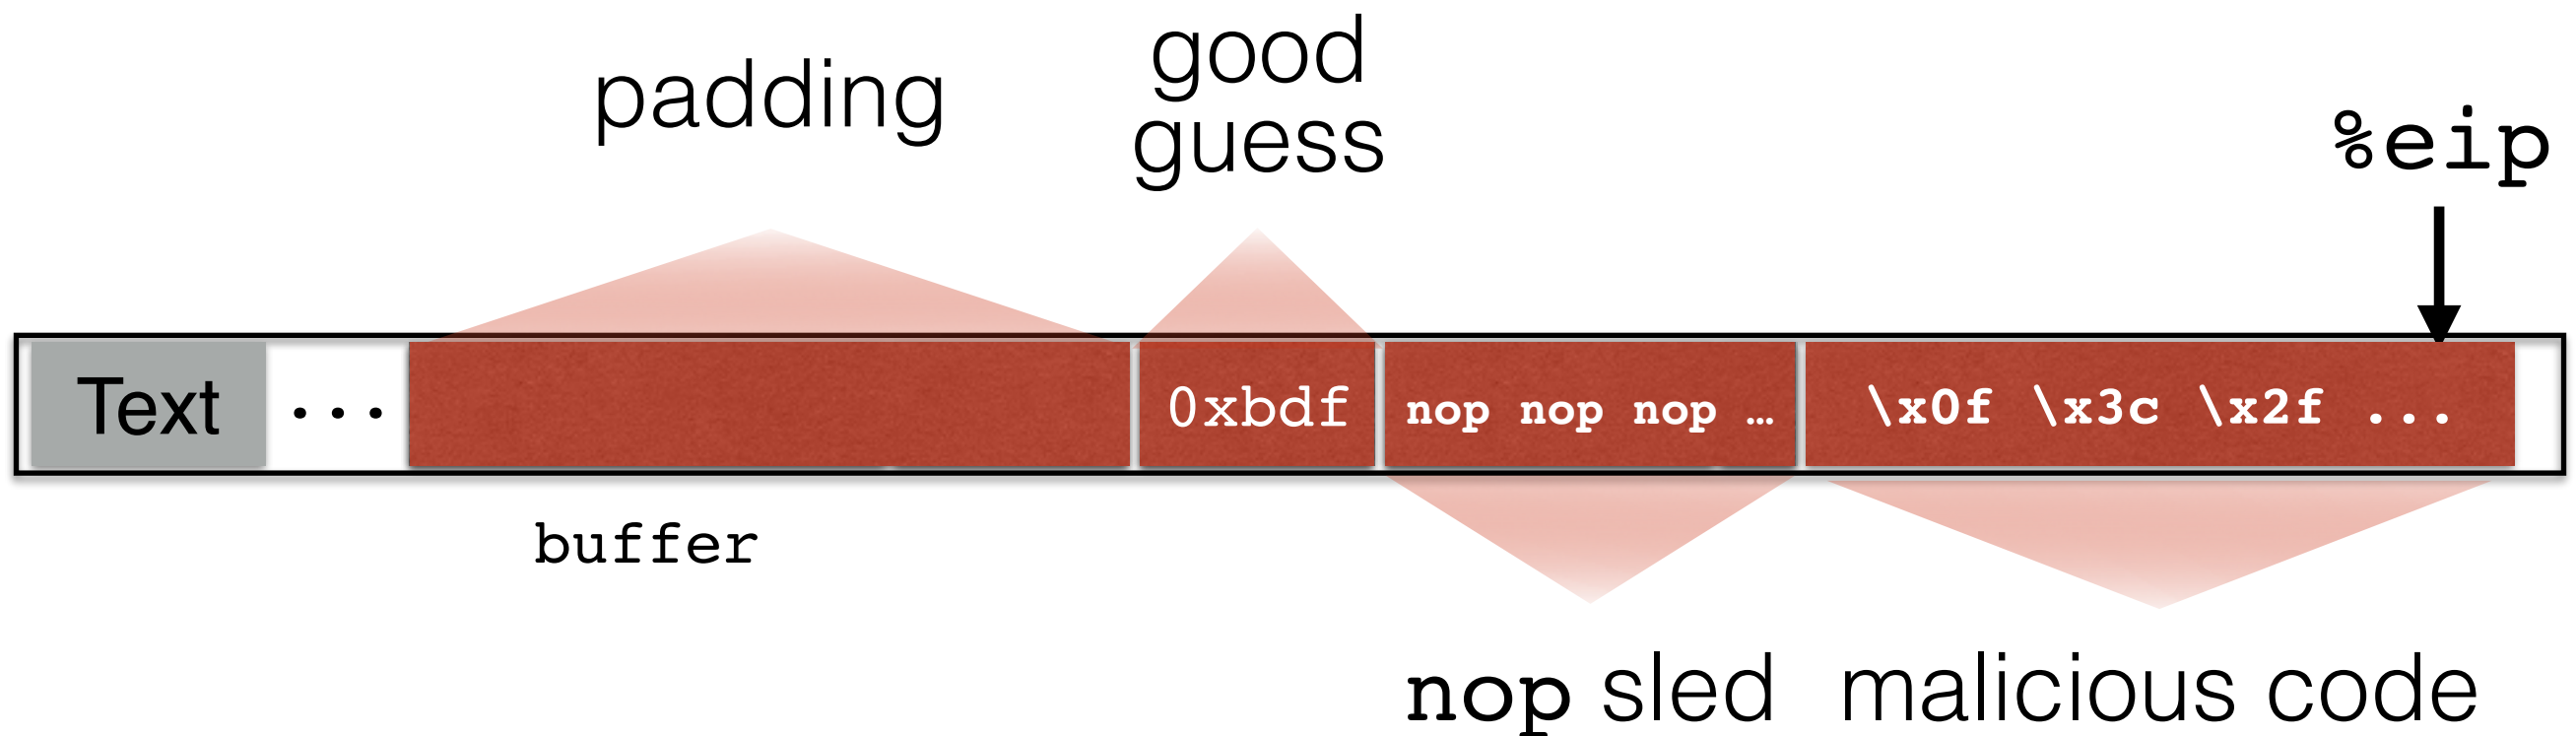 padding
good
guess
%eip
Text ... 0xbdf nop nop nop … \x0f \x3c \x2f ...
buffer
nop sled malicious code